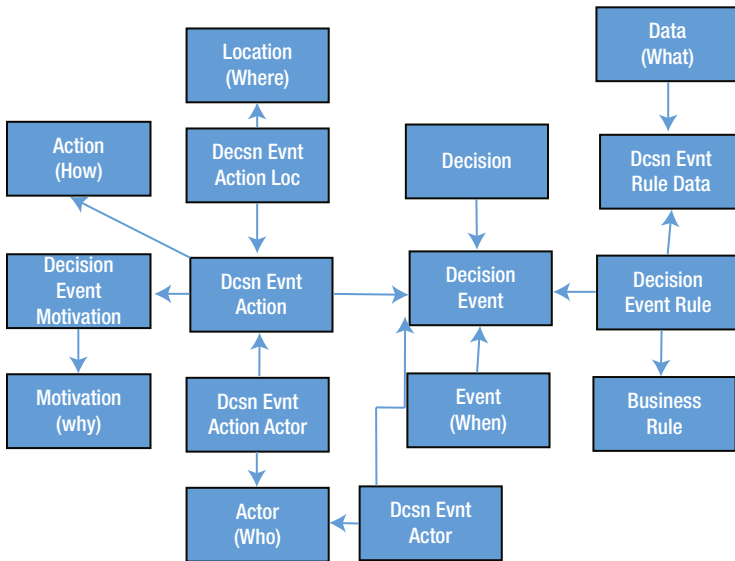 Location
(Where)
Data
(What)
Action
(How)
Decsn Evnt
Action Loc
Decision
Dcsn Evnt
Rule Data
Decision
Event
Motivation
Dcsn Evnt
Action
Decision
Event
Decision
Event Rule
Motivation
(why)
Dcsn Evnt
Action Actor
Event
(When)
Business
Rule
Actor
(Who)
Dcsn Evnt
Actor